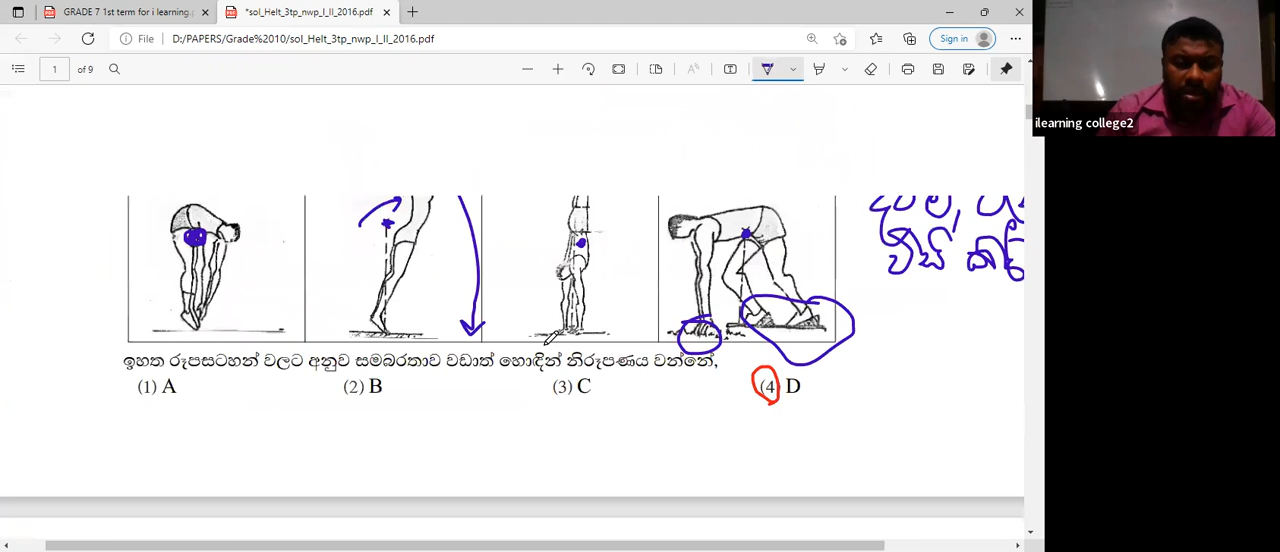 GRADE 7 1st term for i learning.
*sol_Helt_3tp_nwp_I_II_2016.pdf
File D:/PAPERS/Grade%2010/sol_Helt_3tp_nwp_I_II_2016.pdf
Sign in
1 of 9
ilearning college2
ඉහත රූපසටහන් වලට අනුව සමබරතාව වඩාත් හොඳින් නිරූපණය වන්නේ,
(1) A (2) B (3) C (4) D